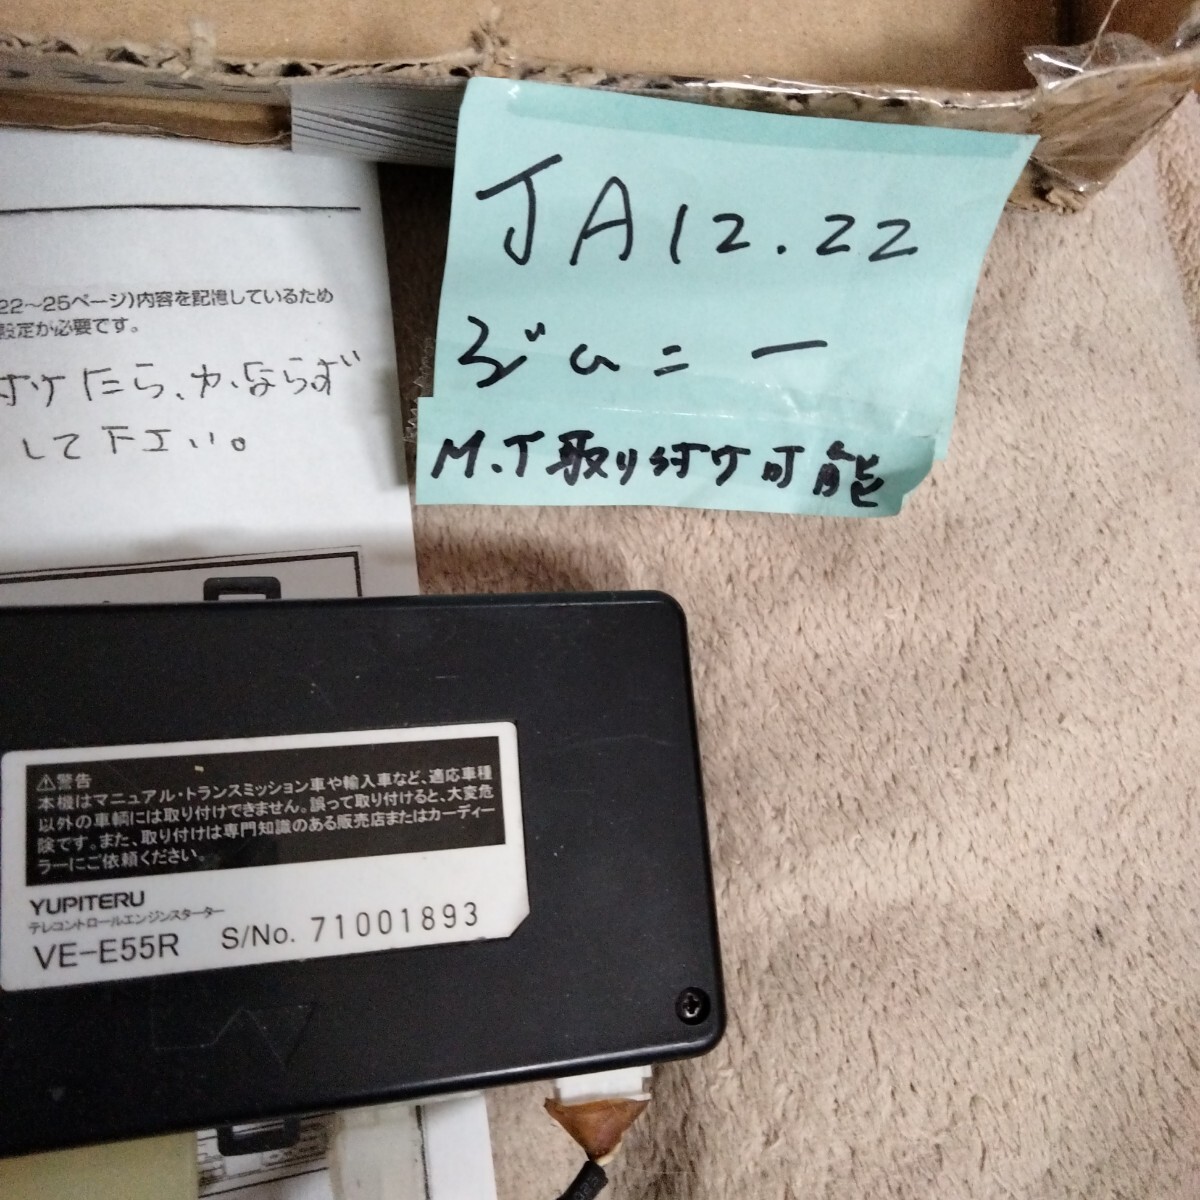 JA12.22
ジムニー
M.T取り付ケ可能
22～25ページ)内容を記憶しているため
設定が必要です。
付ケたら、かならず
して下エい。
⚠警告
本機はマニュアル・トランスミッション車や輸入車など、適応車種
以外の車輌には取り付けできません。誤って取り付けると、大変危
険です。また、取り付けは専門知識のある販売店またはカーディー
ラーにご依頼ください。
YUPITERU
テレコントロールエンジンスターター
VE-E55R S/No. 71001893